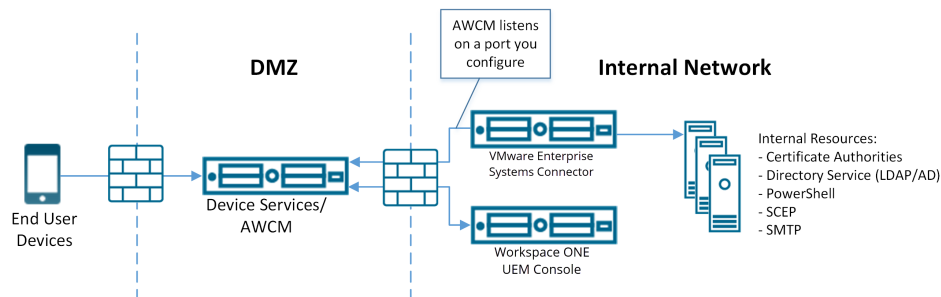 AWCM listens
on a port you
configure
DMZ
Internal Network
VMware Enterprise
Systems Connector
Internal Resources:
- Certificate Authorities
- Directory Service (LDAP/AD)
- PowerShell
- SCEP
- SMTP
End User
Devices
Device Services/
AWCM
Workspace ONE
UEM Console